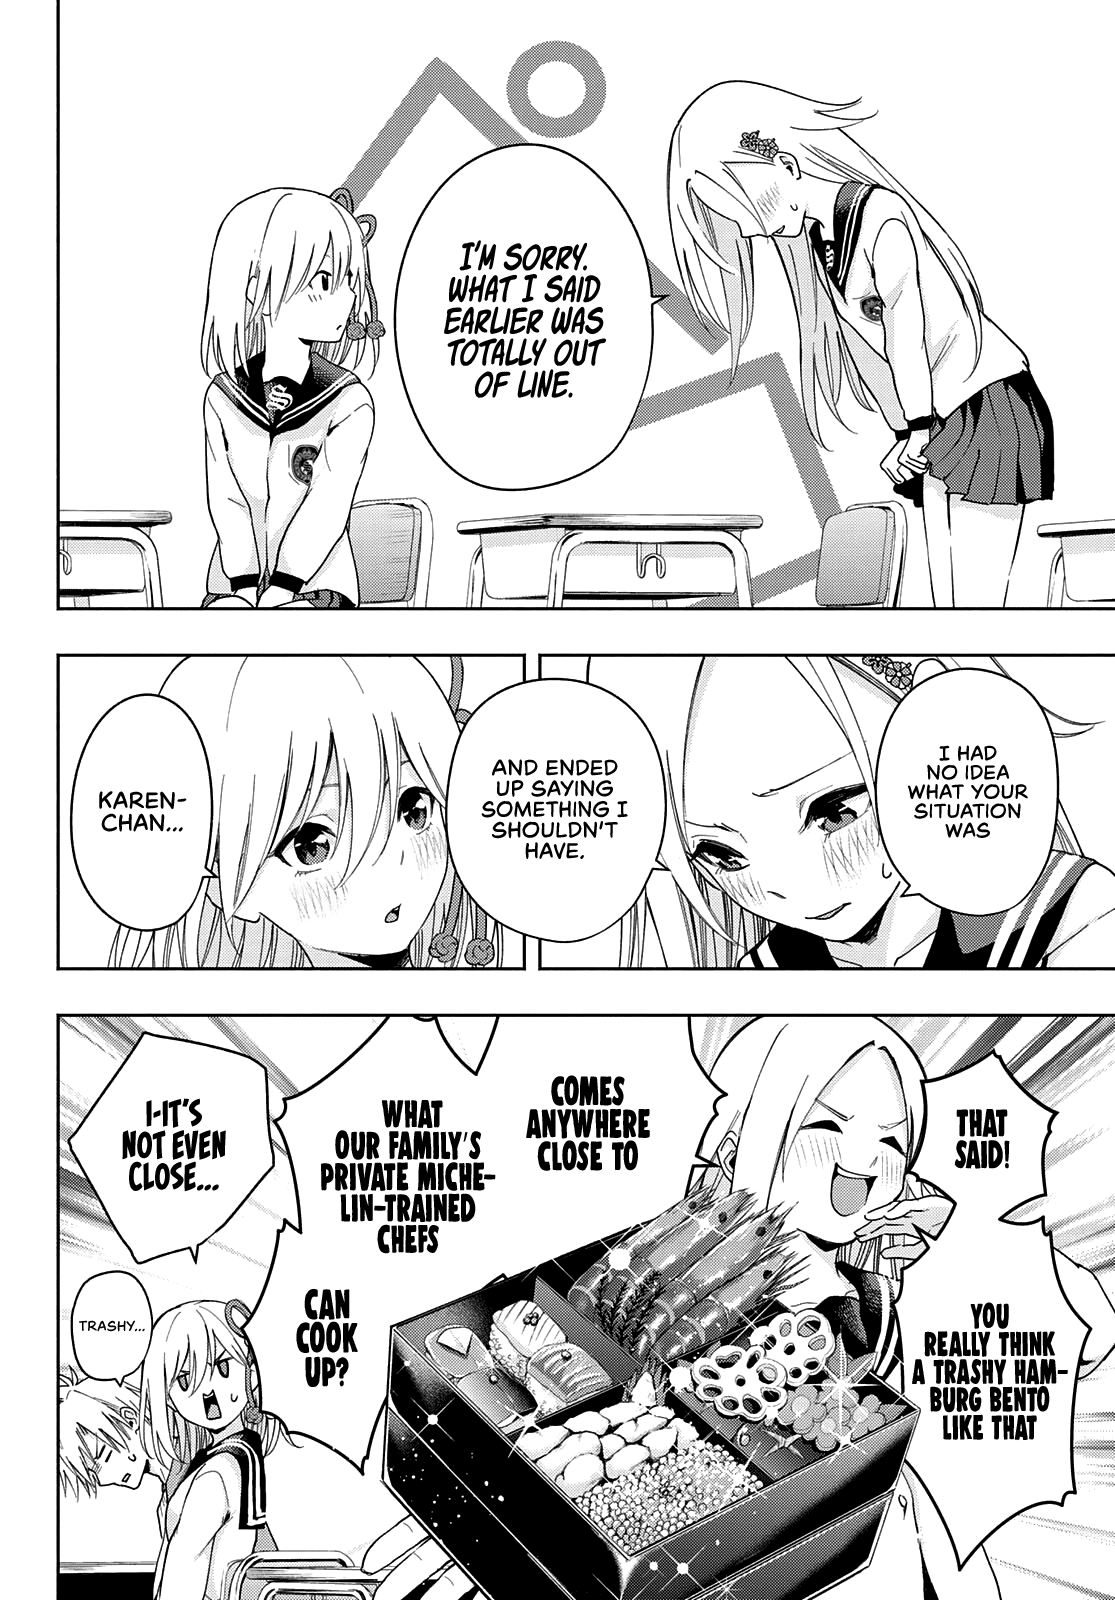 I'M SORRY.
WHAT I SAID
EARLIER WAS
TOTALLY OUT
OF LINE.
I HAD
NO IDEA
WHAT YOUR
SITUATION
WAS
AND ENDED
UP SAYING
SOMETHING I
SHOULDN'T
HAVE.
KAREN-
CHAN...
THAT
SAID!
YOU
REALLY THINK
A TRASHY HAM-
BURG BENTO
LIKE THAT
COMES
ANYWHERE
CLOSE TO
WHAT
OUR FAMILY'S
PRIVATE MICHE-
LIN-TRAINED
CHEFS
CAN
COOK
UP?
I-IT'S
NOT EVEN
CLOSE...
TRASHY...